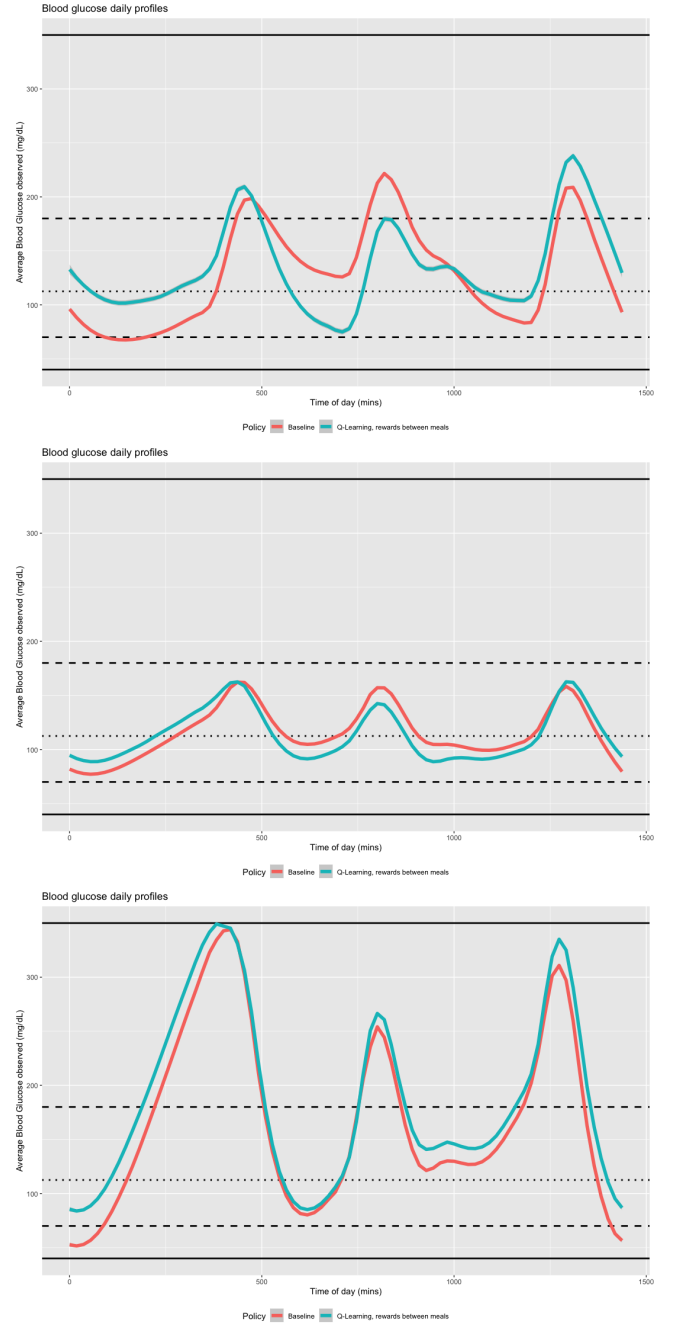 Blood glucose daily profiles
Average Blood Glucose observed (mg/dL)
300
200
100
0
500
1000
1500
Time of day (mins)
Policy
Baseline
Q-Learning, rewards between meals
Blood glucose daily profiles
Average Blood Glucose observed (mg/dL)
300
200
100
0
500
1000
1500
Time of day (mins)
Policy
Baseline
Q-Learning, rewards between meals
Blood glucose daily profiles
Average Blood Glucose observed (mg/dL)
300
200
100
0
500
1000
1500
Time of day (mins)
Policy
Baseline
Q-Learning, rewards between meals